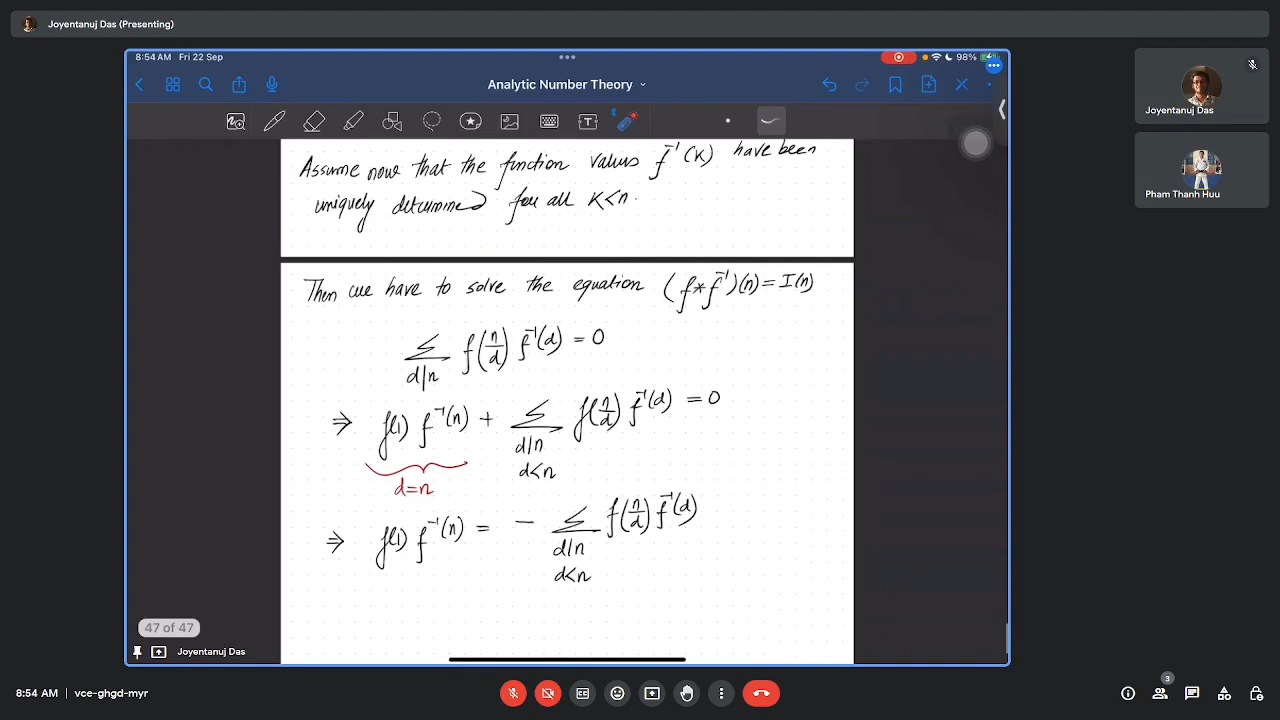 Joyentanuj Das (Presenting)
8:54 AM Fri 22 Sep
98%
Analytic Number Theory
Joyentanuj Das
Pham Thanh Huu
Assume now that the function values f⁻¹(K) have been
uniquely determined for all K<n.
Then we have to solve the equation (f*f⁻¹)(n)=I(n)
∑ f(n/d) f⁻¹(d) = 0
d|n
⇒ f(1) f⁻¹(n) + ∑ f(n/d) f⁻¹(d) = 0
d|n
d<n
d=n
⇒ f(1) f⁻¹(n) = - ∑ f(n/d) f⁻¹(d)
d|n
d<n
47 of 47
Joyentanuj Das
8:54 AM | vce-ghgd-myr
3